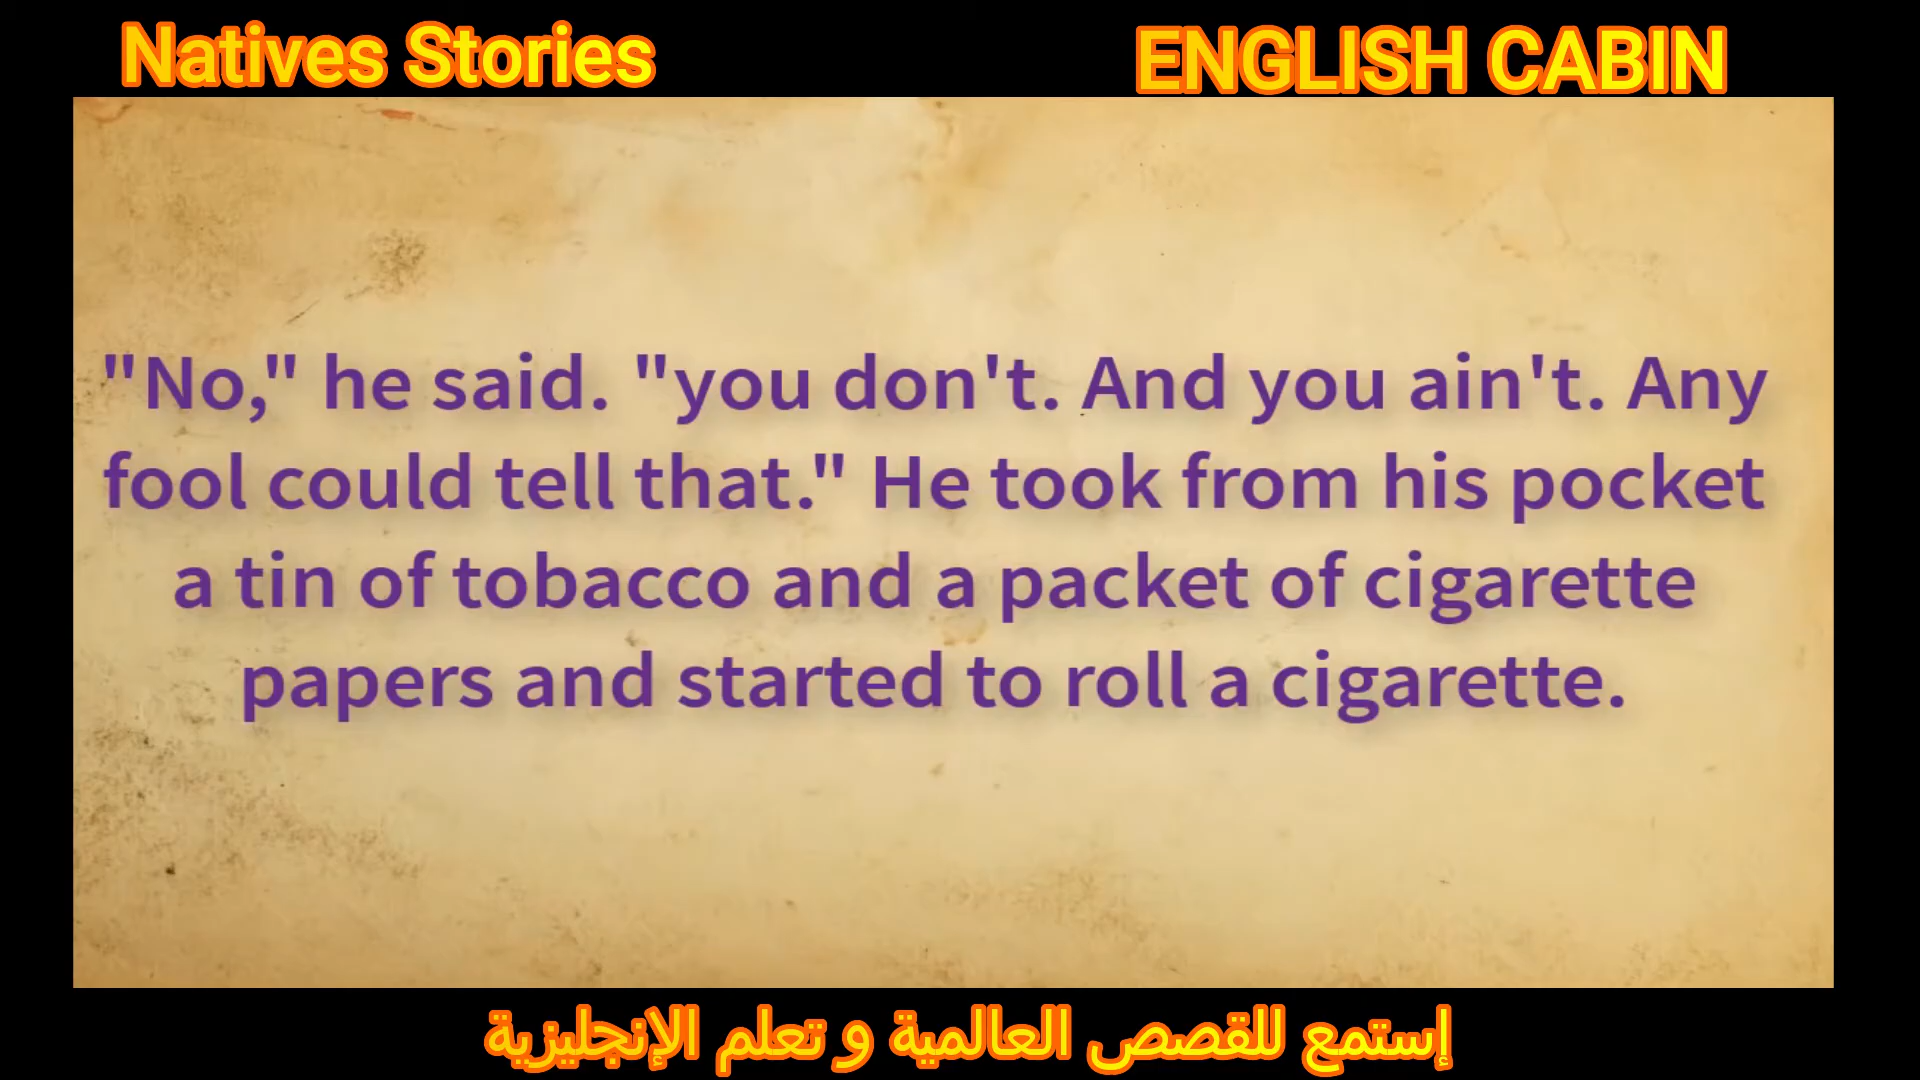 Natives Stories
ENGLISH CABIN
"No," he said. "you don't. And you ain't. Any
fool could tell that." He took from his pocket
a tin of tobacco and a packet of cigarette
papers and started to roll a cigarette.
إستمع للقصص العالمية و تعلم الإنجليزية